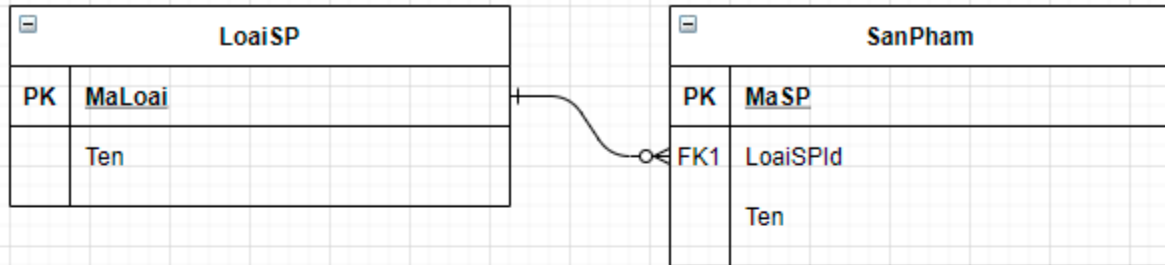 LoaiSP
PK MaLoai
Ten
SanPham
PK MaSP
FK1 LoaiSPId
Ten